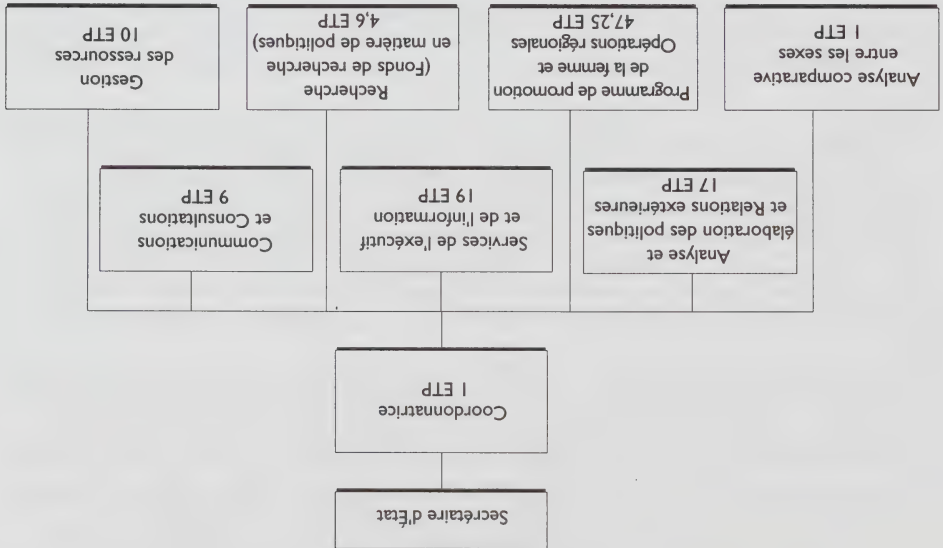 Secrétaire d'État
Coordonnatrice
1 ETP
Analyse et
élaboration des politiques
et Relations extérieures
17 ETP
Services de l'exécutif
et de l'information
19 ETP
Communications
et Consultations
9 ETP
Analyse comparative
entre les sexes
1 ETP
Programme de promotion
de la femme et
Opérations régionales
47,25 ETP
Recherche
(Fonds de recherche
en matière de politiques)
4,6 ETP
Gestion
des ressources
10 ETP